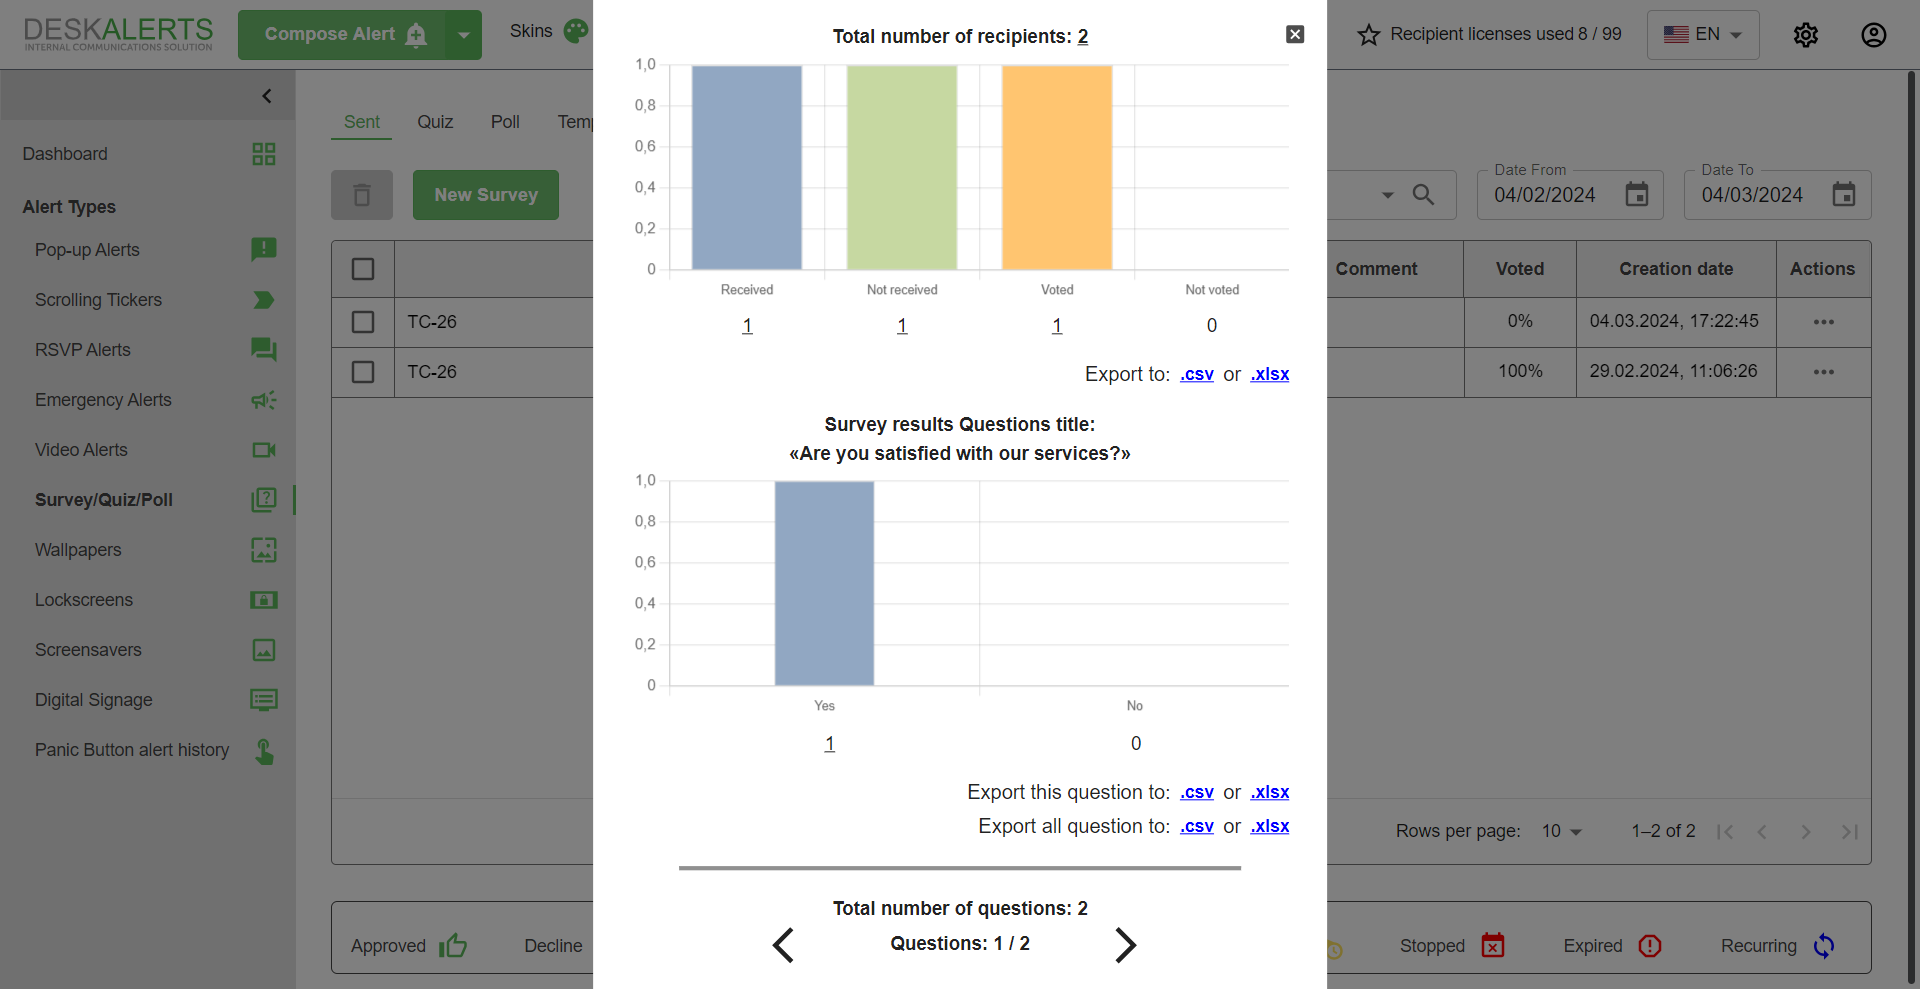 DESKALERTS
INTERNAL COMMUNICATIONS SOLUTION
Compose Alert
Skins
Recipient licenses used 8 / 99
EN
Dashboard
Alert Types
Pop-up Alerts
Scrolling Tickers
RSVP Alerts
Emergency Alerts
Video Alerts
Survey/Quiz/Poll
Wallpapers
Lockscreens
Screensavers
Digital Signage
Panic Button alert history
Sent Quiz Poll
New Survey
Date From
04/02/2024
Date To
04/03/2024
Comment Voted Creation date Actions
TC-26 0% 04.03.2024, 17:22:45
TC-26 100% 29.02.2024, 11:06:26
Rows per page: 10 1–2 of 2
Approved Decline Stopped Expired Recurring
Total number of recipients: 2
1,0
0,8
0,6
0,4
0,2
0
Received Not received Voted Not voted
1 1 1 0
Export to: .csv or .xlsx
Survey results Questions title:
«Are you satisfied with our services?»
1,0
0,8
0,6
0,4
0,2
0
Yes No
1 0
Export this question to: .csv or .xlsx
Export all question to: .csv or .xlsx
Total number of questions: 2
Questions: 1 / 2